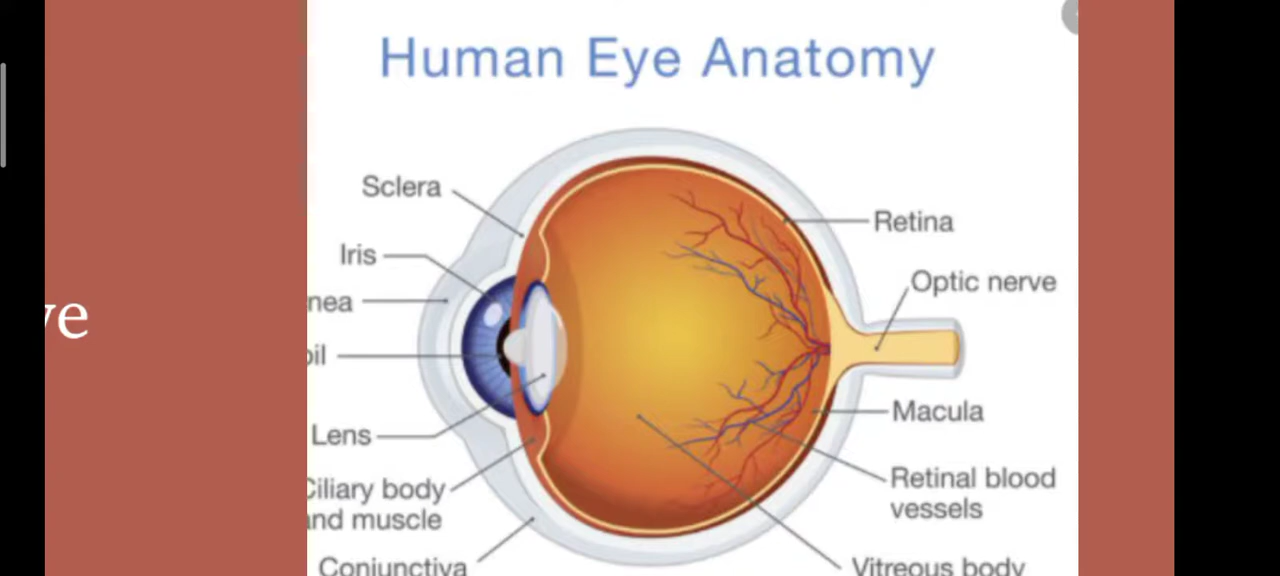 Human Eye Anatomy
Sclera
Iris
nea
oil
Lens
Ciliary body
and muscle
Conjunctiva
Retina
Optic nerve
Macula
Retinal blood
vessels
Vitreous body
ve